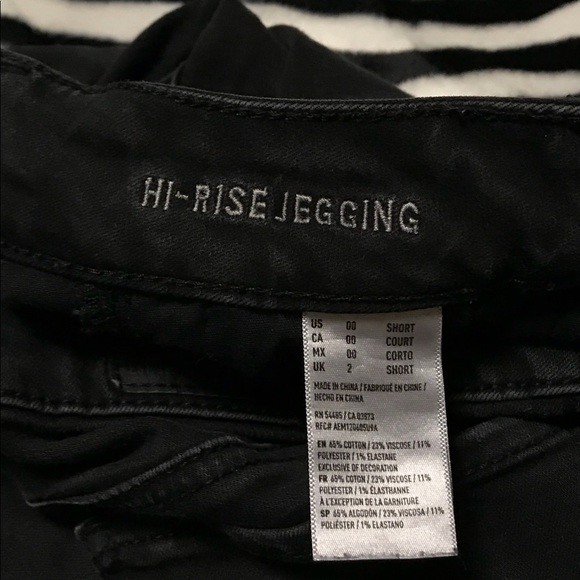 HI-RISE JEGGING
US 00 SHORT
CA 00 COURT
MX 00 CORTO
UK 2 SHORT
MADE IN CHINA / FABRIQUÉ EN CHINE /
HECHO EN CHINA
RN 54485 / CA 03973
EN 65% COTTON / 23% VISCOSE / 11%
POLYESTER / 1% ELASTANE
EXCLUSIVE OF DECORATION
FR 65% COTON / 23% VISCOSE / 11%
POLYESTER / 1% ÉLASTHANNE
À L'EXCEPTION DE LA GARNITURE
SP 65% ALGODÓN / 23% VISCOSA / 11%
POLIÉSTER / 1% ELASTANO